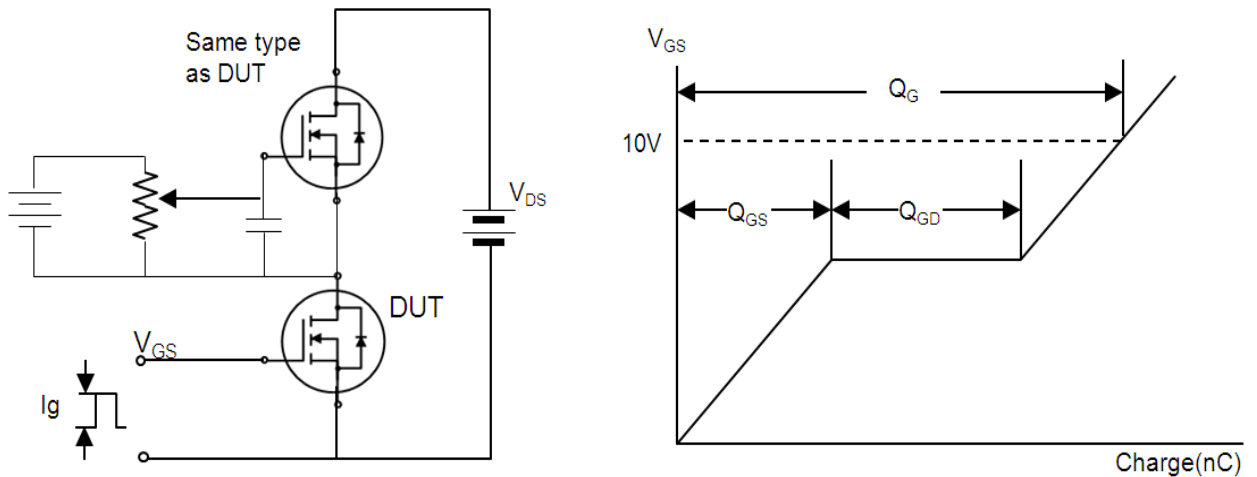 Same type
as DUT
V_DS
DUT
V_GS
Ig
V_GS
Q_G
10V
Q_GS
Q_GD
Charge(nC)